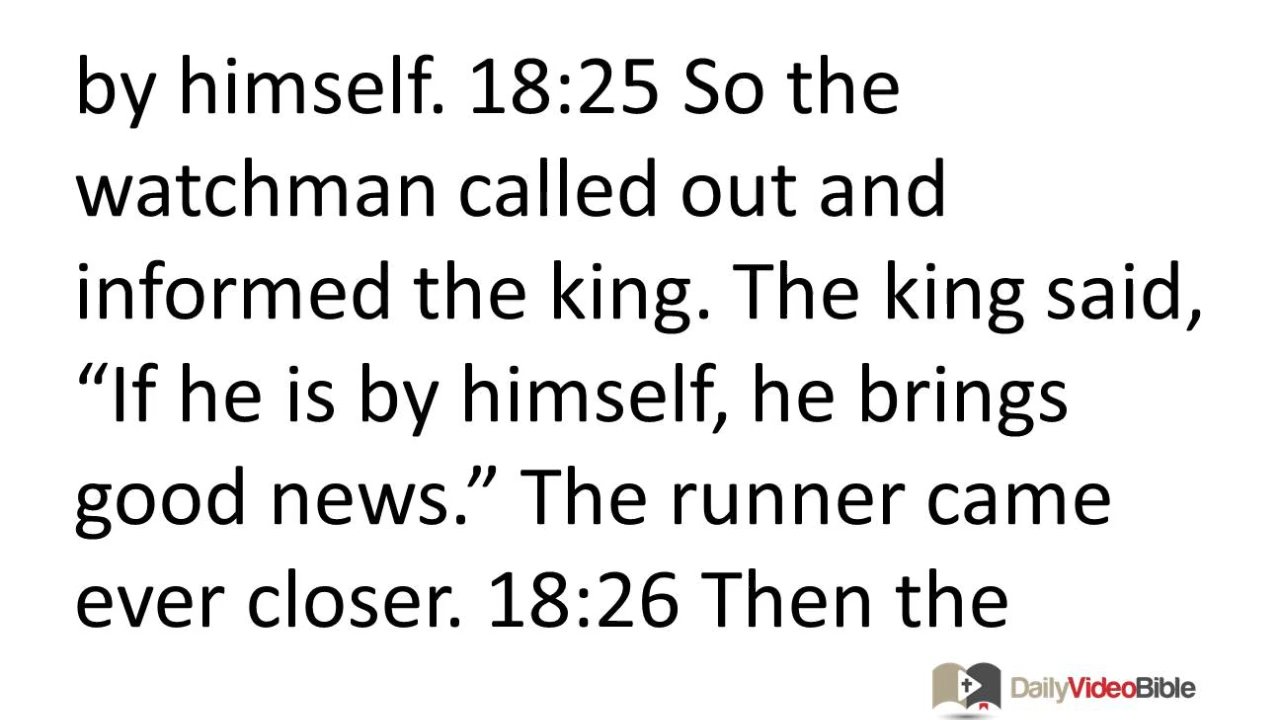 by himself. 18:25 So the
watchman called out and
informed the king. The king said,
“If he is by himself, he brings
good news.” The runner came
ever closer. 18:26 Then the
DailyVideoBible